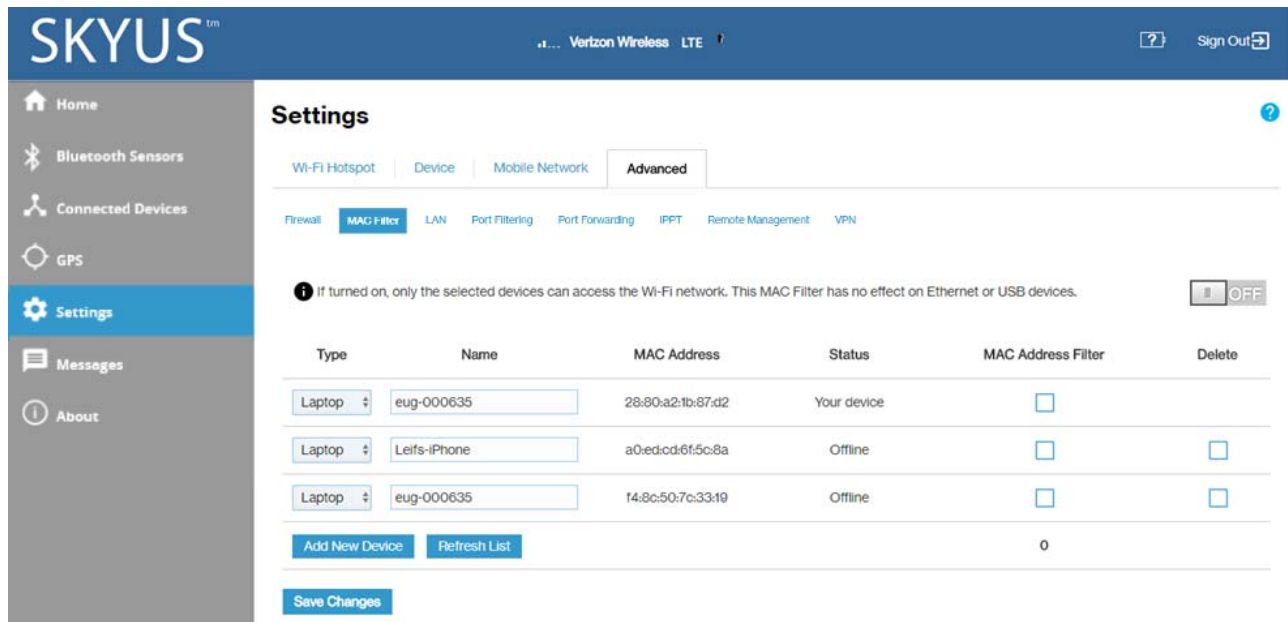 SKYUS™
Verizon Wireless LTE
?
Sign Out
Home
Bluetooth Sensors
Connected Devices
GPS
Settings
Messages
About
Settings
?
Wi-Fi Hotspot Device Mobile Network Advanced
Firewall MAC Filter LAN Port Filtering Port Forwarding IPPT Remote Management VPN
If turned on, only the selected devices can access the Wi-Fi network. This MAC Filter has no effect on Ethernet or USB devices.
OFF
Type Name MAC Address Status MAC Address Filter Delete
Laptop eug-000635 28:80:a2:1b:87:d2 Your device
Laptop Leifs-iPhone a0:ed:cd:6f:5c:8a Offline
Laptop eug-000635 f4:8c:50:7c:33:19 Offline
Add New Device Refresh List 0
Save Changes